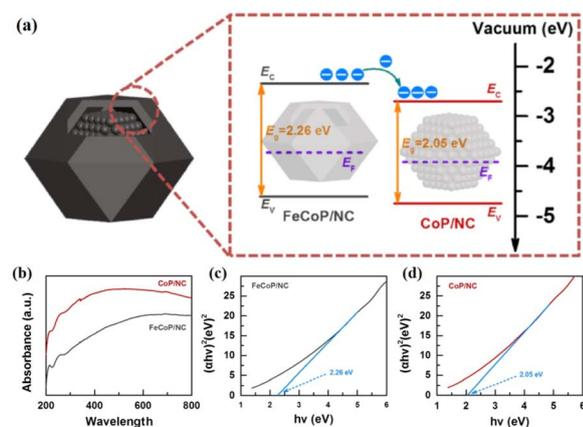 (a)
Vacuum (eV)
-2
-3
-4
-5
E_C
E_g=2.26 eV
E_F
E_V
FeCoP/NC
E_C
E_g=2.05 eV
E_F
E_V
CoP/NC
(b)
CoP/NC
FeCoP/NC
Absorbance (a.u.)
200 400 600 800
Wavelength
(c)
FeCoP/NC
(αhν)²(eV)²
25
20
15
10
5
0
2.26 eV
1 2 3 4 5 6
hν (eV)
(d)
CoP/NC
(αhν)²(eV)²
25
20
15
10
5
0
2.05 eV
1 2 3 4 5 6
hν (eV)